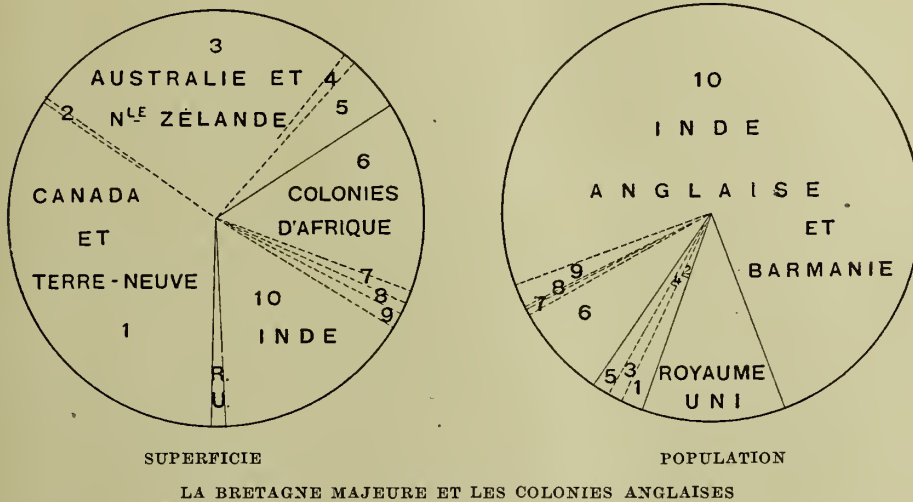 3
AUSTRALIE ET
NLE ZÉLANDE
4
5
2
6
COLONIES
D'AFRIQUE
CANADA
ET
TERRE-NEUVE
1
7
8
9
10
INDE
R
U
SUPERFICIE
10
INDE
ANGLAISE
ET
BARMANIE
9
8
7
6
5
3
1
4
2
ROYAUME
UNI
POPULATION
LA BRETAGNE MAJEURE ET LES COLONIES ANGLAISES